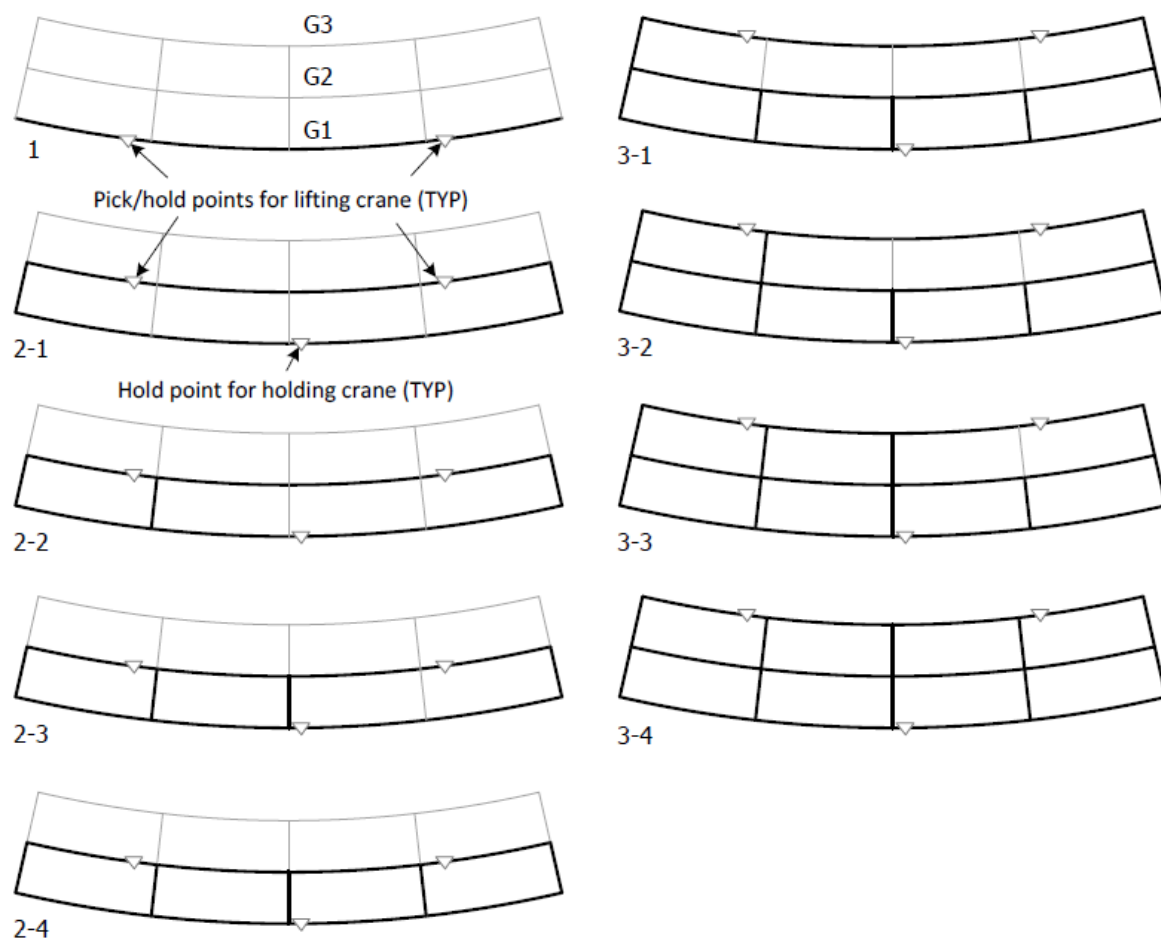 G3
G2
G1
1
Pick/hold points for lifting crane (TYP)
2-1
Hold point for holding crane (TYP)
2-2
2-3
2-4
3-1
3-2
3-3
3-4